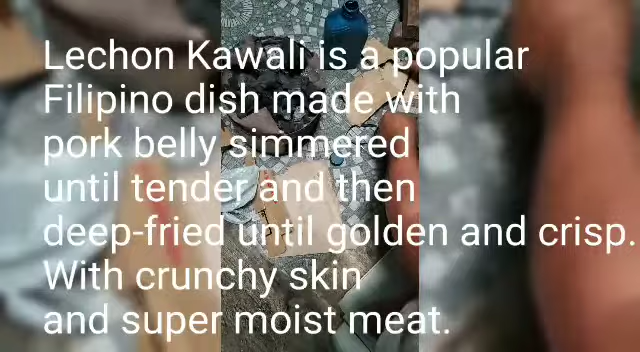 Lechon Kawali is a popular
Filipino dish made with
pork belly simmered
until tender and then
deep-fried until golden and crisp.
With crunchy skin
and super moist meat.